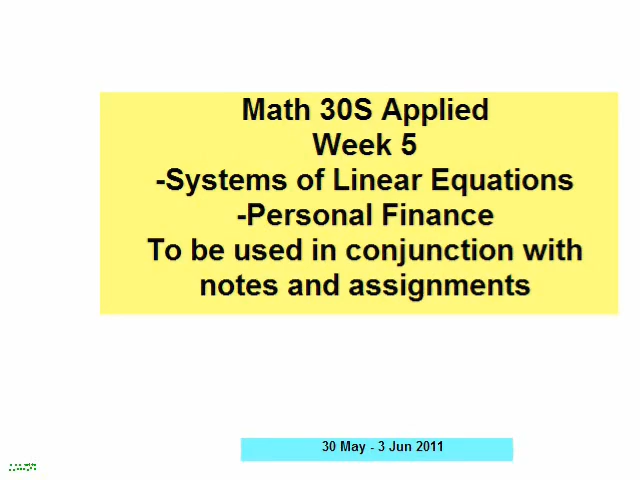 Math 30S Applied
Week 5
-Systems of Linear Equations
-Personal Finance
To be used in conjunction with
notes and assignments
30 May - 3 Jun 2011